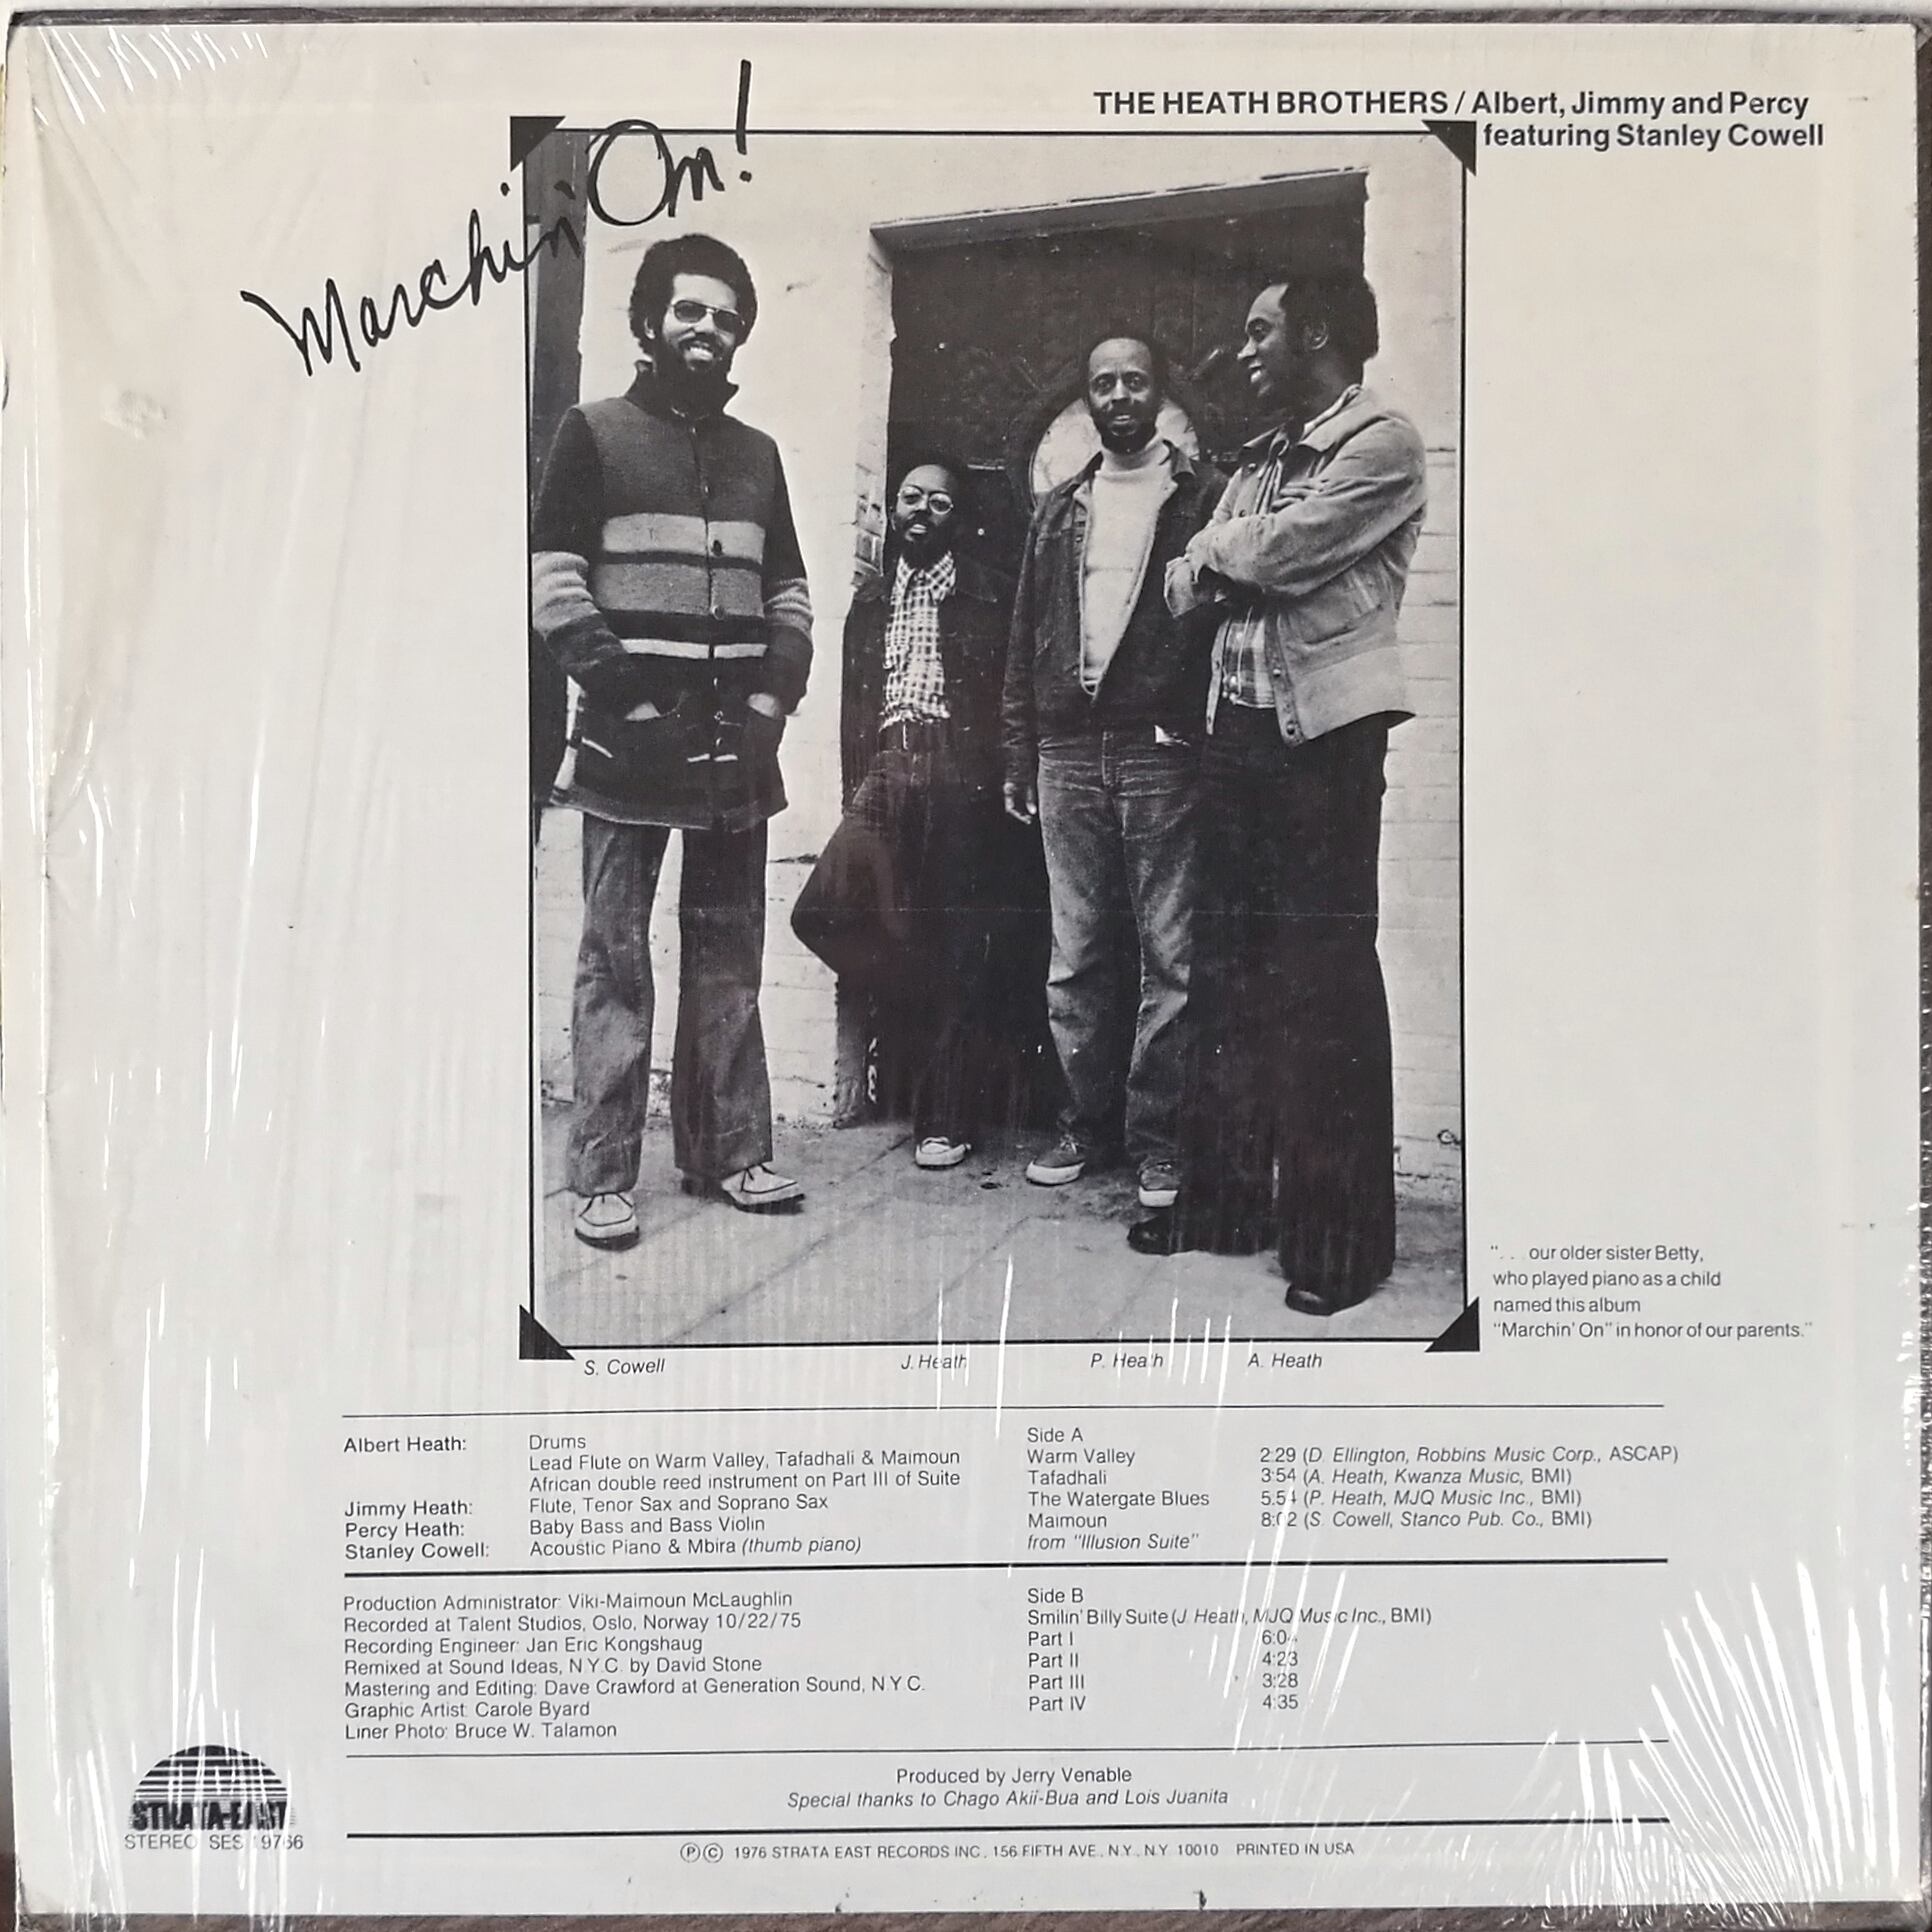 THE HEATH BROTHERS / Albert, Jimmy and Percy
featuring Stanley Cowell
Marchin' On!
". . . our older sister Betty,
who played piano as a child
named this album
"Marchin' On" in honor of our parents."
S. Cowell J. Heath P. Heath A. Heath
Albert Heath: Drums
Lead Flute on Warm Valley, Tafadhali & Maimoun
African double reed instrument on Part III of Suite
Jimmy Heath: Flute, Tenor Sax and Soprano Sax
Percy Heath: Baby Bass and Bass Violin
Stanley Cowell: Acoustic Piano & Mbira (thumb piano)
Side A
Warm Valley 2:29 (D. Ellington, Robbins Music Corp., ASCAP)
Tafadhali 3:54 (A. Heath, Kwanza Music, BMI)
The Watergate Blues 5:54 (P. Heath, MJQ Music Inc., BMI)
Maimoun 8:02 (S. Cowell, Stanco Pub. Co., BMI)
from "Illusion Suite"
Production Administrator: Viki-Maimoun McLaughlin
Recorded at Talent Studios, Oslo, Norway 10/22/75
Recording Engineer: Jan Eric Kongshaug
Remixed at Sound Ideas, N.Y.C. by David Stone
Mastering and Editing: Dave Crawford at Generation Sound, N.Y.C.
Graphic Artist: Carole Byard
Liner Photo: Bruce W. Talamon
Side B
Smilin' Billy Suite (J. Heath, MJQ Music Inc., BMI)
Part I
Part II 4:23
Part III 3:28
Part IV 4:35
Produced by Jerry Venable
Special thanks to Chago Akii-Bua and Lois Juanita
STRATA-EAST
STEREO SES 19766
Ⓟ© 1976 STRATA EAST RECORDS INC., 156 FIFTH AVE., N.Y., N.Y. 10010 PRINTED IN USA